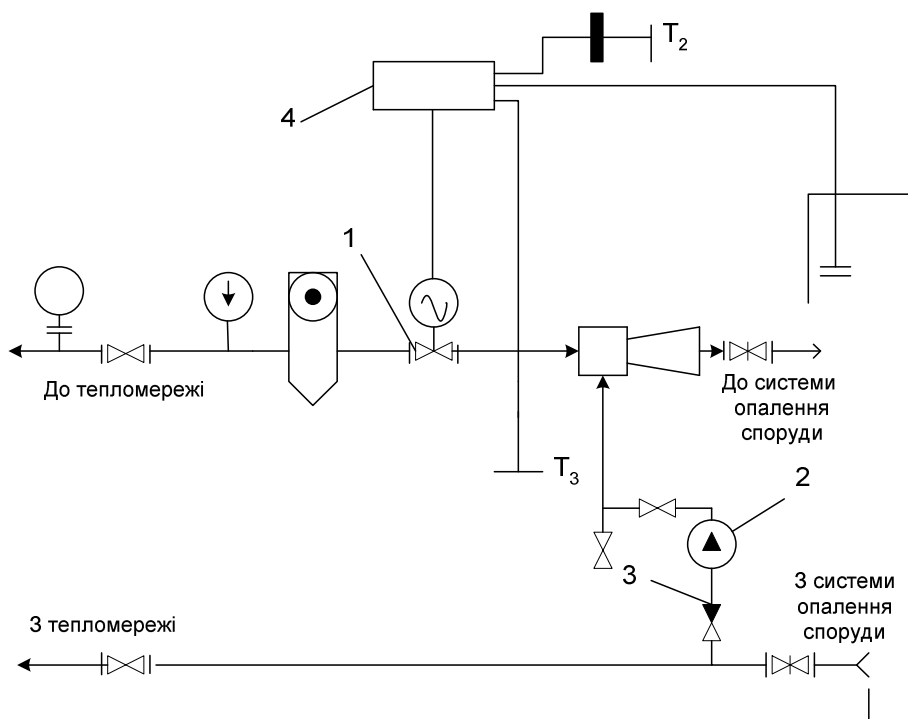 T2
4
1
До тепломережі
До системи
опалення
споруди
T3
2
3
З системи
опалення
споруди
З тепломережі